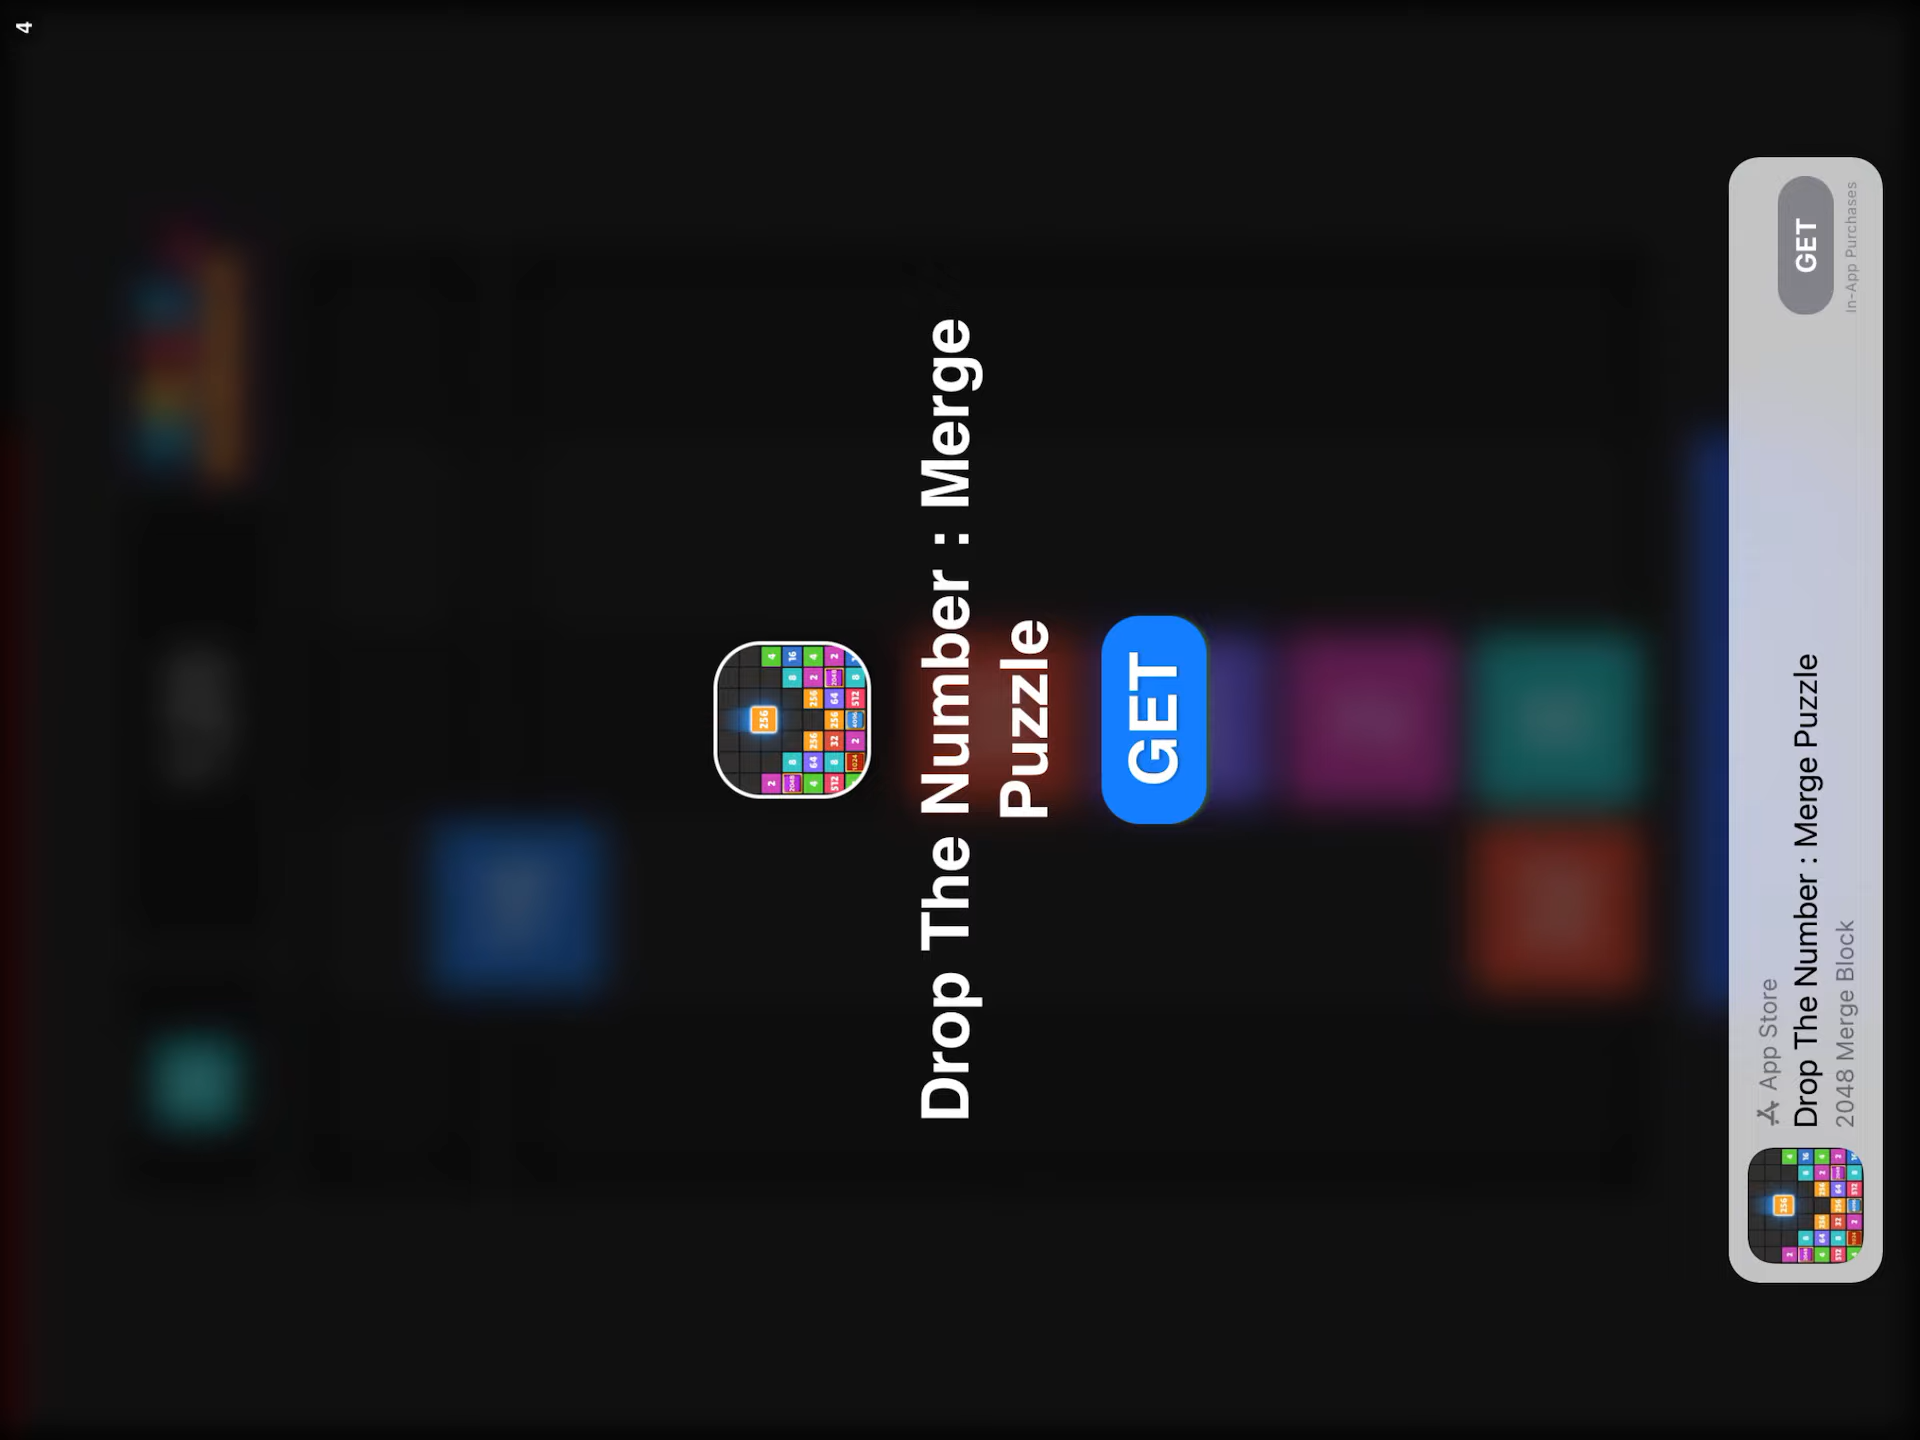 4
Drop The Number : Merge
Puzzle
GET
App Store
Drop The Number : Merge Puzzle
2048 Merge Block
GET
In-App Purchases